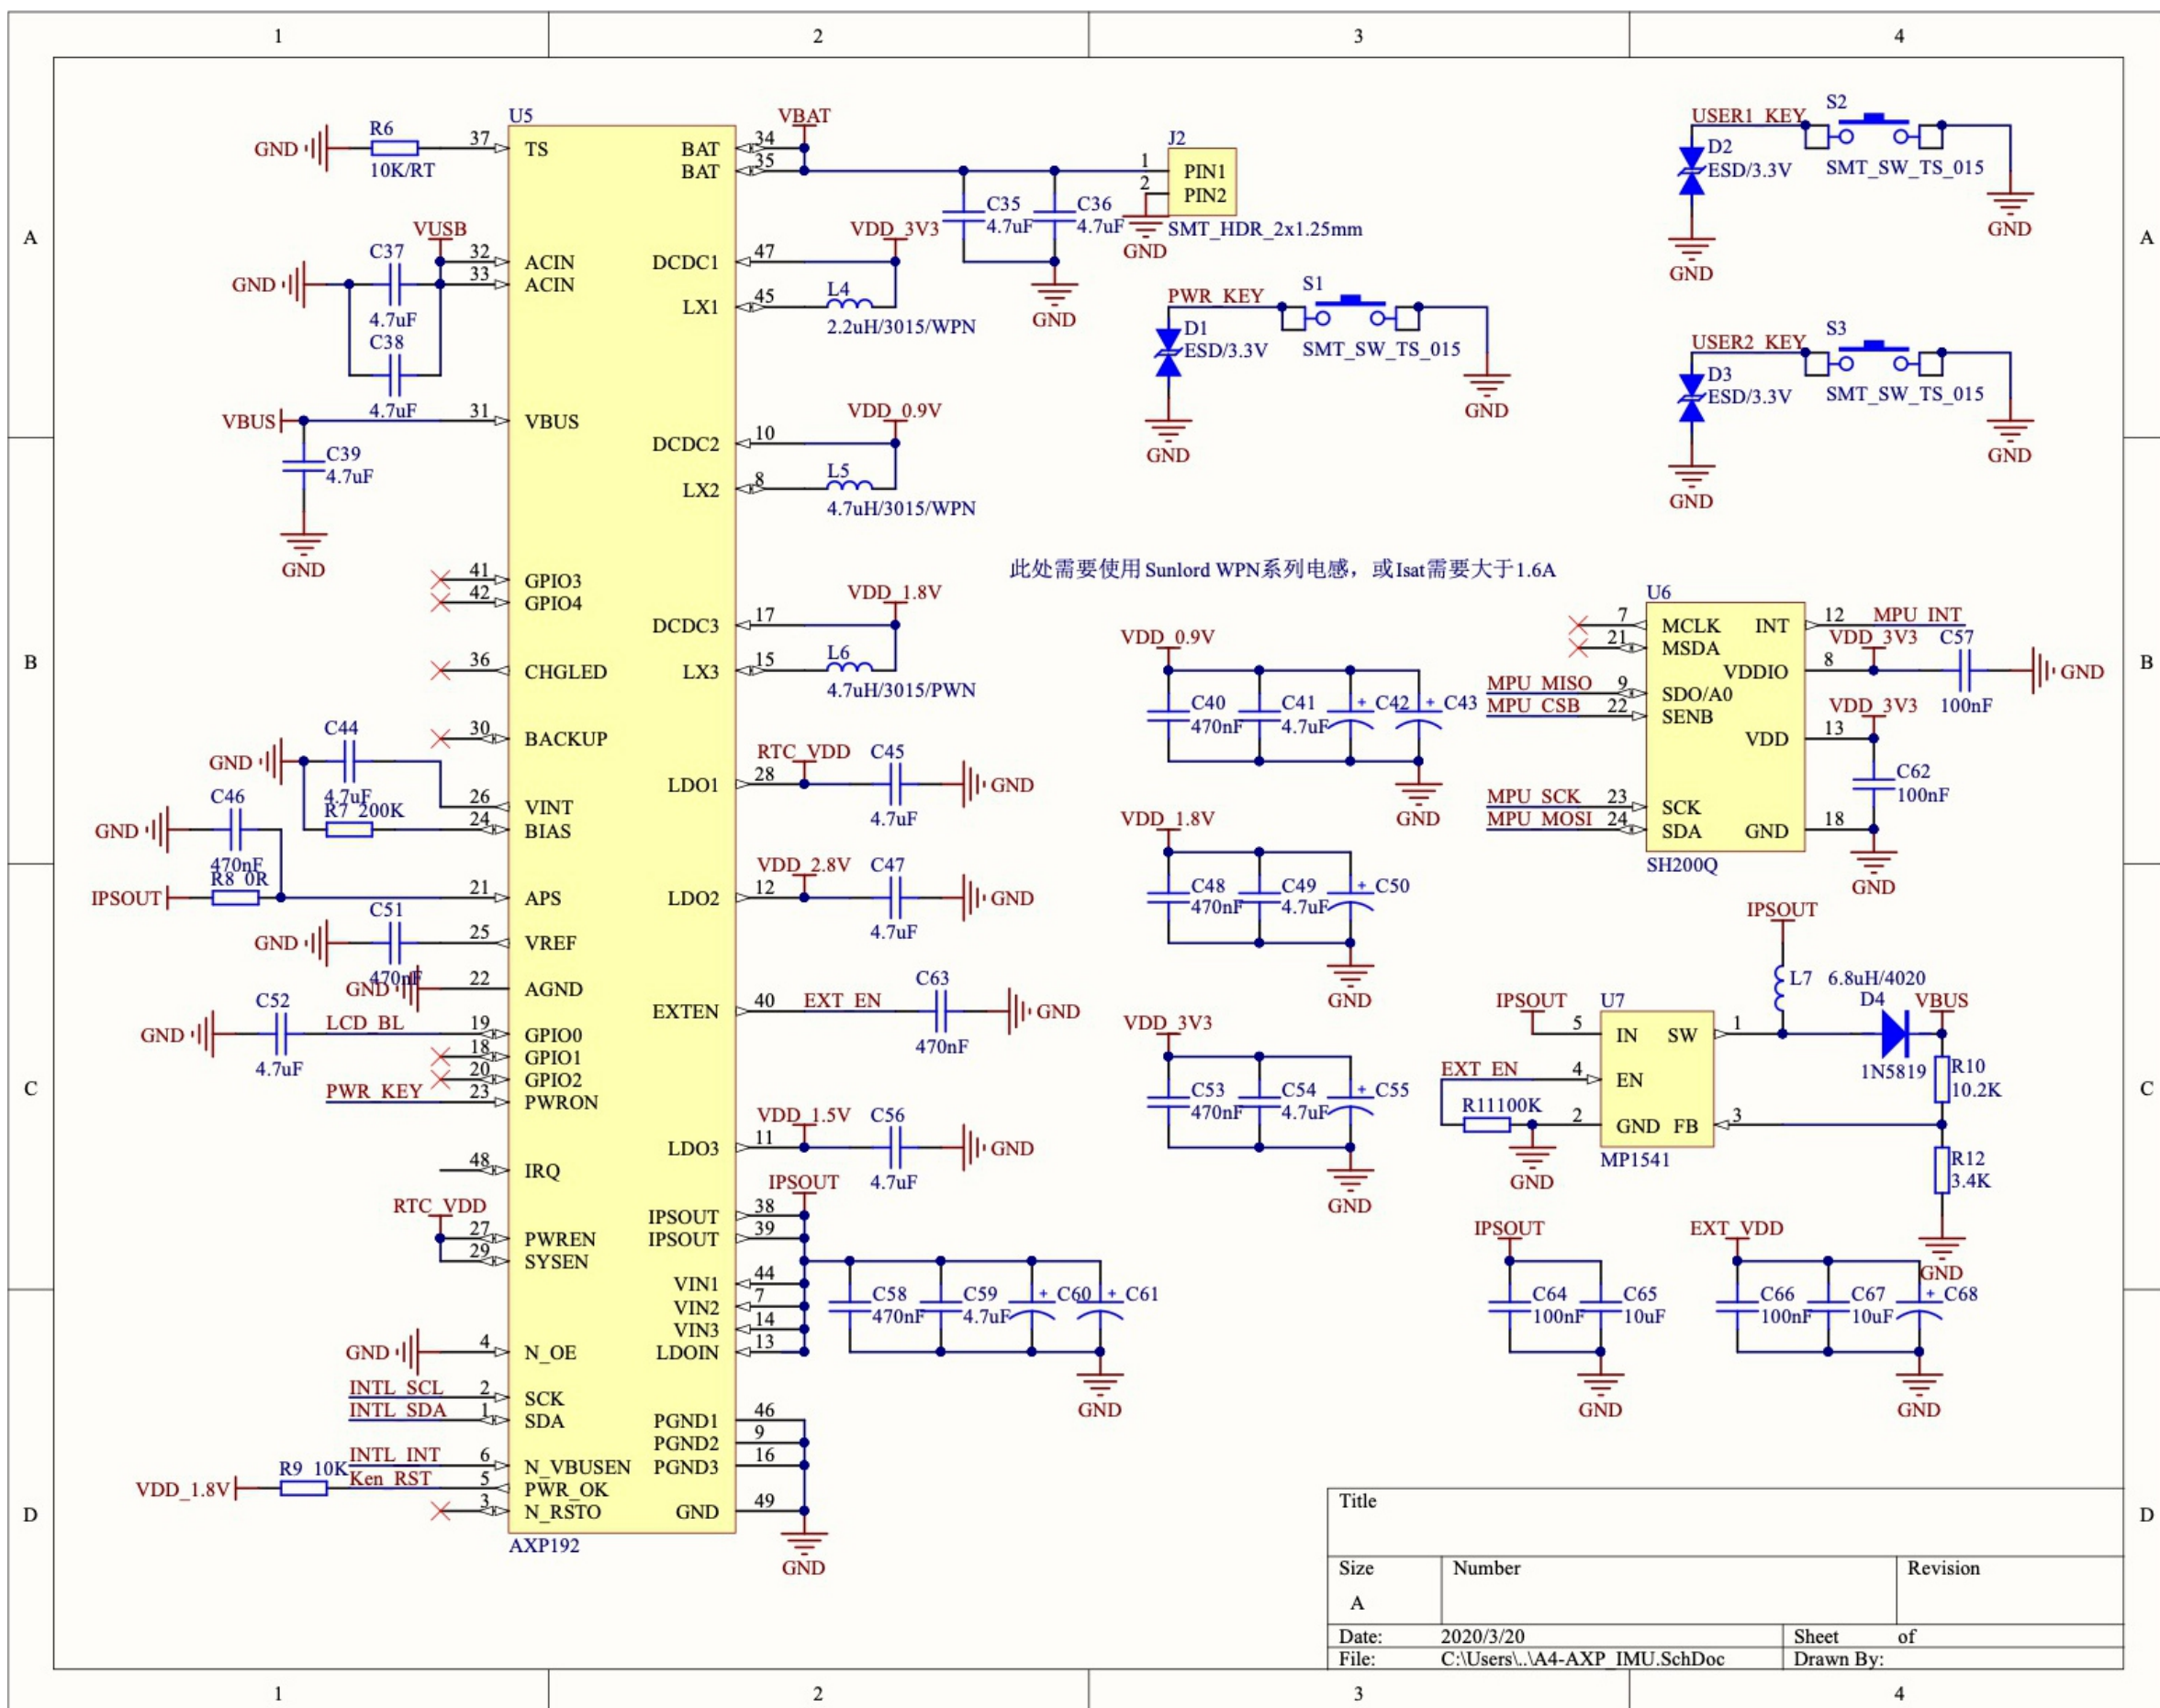 1
2
3
4
A
B
C
D
U5
GND
R6
10K/RT
37
TS
VUSB
C37
4.7uF
C38
4.7uF
GND
32
ACIN
33
ACIN
VBUS
31
VBUS
C39
4.7uF
GND
41
GPIO3
42
GPIO4
36
CHGLED
30
BACKUP
C44
4.7uF
GND
R7 200K
26
VINT
24
BIAS
C46
470nF
GND
IPSOUT
R8 0R
21
APS
C51
470nF
GND
25
VREF
GND
22
AGND
C52
4.7uF
GND
LCD_BL
19
GPIO0
18
GPIO1
20
GPIO2
PWR_KEY
23
PWRON
48
IRQ
RTC_VDD
27
PWREN
29
SYSEN
GND
4
N_OE
INTL_SCL
2
SCK
INTL_SDA
1
SDA
INTL_INT
6
N_VBUSEN
VDD_1.8V
R9 10K
Ken_RST
5
PWR_OK
3
N_RSTO
AXP192
VBAT
BAT
34
BAT
35
C35
4.7uF
C36
4.7uF
GND
J2
1
PIN1
2
PIN2
GND
SMT_HDR_2x1.25mm
VDD_3V3
DCDC1
47
LX1
45
L4
2.2uH/3015/WPN
VDD_0.9V
DCDC2
10
LX2
8
L5
4.7uH/3015/WPN
VDD_1.8V
DCDC3
17
LX3
15
L6
4.7uH/3015/PWN
RTC_VDD
LDO1
28
C45
4.7uF
GND
VDD_2.8V
LDO2
12
C47
4.7uF
GND
EXTEN
40
EXT_EN
C63
470nF
GND
VDD_1.5V
LDO3
11
C56
4.7uF
GND
IPSOUT
IPSOUT
38
IPSOUT
39
VIN1
44
VIN2
7
VIN3
14
LDOIN
13
C58
470nF
C59
4.7uF
C60
C61
GND
PGND1
46
PGND2
9
PGND3
16
GND
49
GND
PWR_KEY
S1
D1
ESD/3.3V
SMT_SW_TS_015
GND
GND
USER1_KEY
S2
D2
ESD/3.3V
SMT_SW_TS_015
GND
GND
USER2_KEY
S3
D3
ESD/3.3V
SMT_SW_TS_015
GND
GND
此处需要使用Sunlord WPN系列电感，或Isat需要大于1.6A
VDD_0.9V
C40
470nF
C41
4.7uF
C42
C43
GND
VDD_1.8V
C48
470nF
C49
4.7uF
C50
GND
VDD_3V3
C53
470nF
C54
4.7uF
C55
GND
U6
7
MCLK
21
MSDA
MPU_MISO
9
SDO/A0
MPU_CSB
22
SENB
MPU_SCK
23
SCK
MPU_MOSI
24
SDA
SH200Q
INT
12
MPU_INT
VDD_3V3
C57
VDDIO
8
100nF
GND
VDD_3V3
VDD
13
C62
100nF
GND
18
GND
IPSOUT
L7
6.8uH/4020
IPSOUT
U7
5
IN
SW
1
D4
1N5819
VBUS
EXT_EN
4
EN
R11100K
2
GND
FB
3
MP1541
GND
R10
10.2K
R12
3.4K
GND
IPSOUT
C64
100nF
C65
10uF
GND
EXT_VDD
C66
100nF
C67
10uF
C68
GND
Title
Size
A
Number
Revision
Date:
2020/3/20
Sheet of
File:
C:\Users\..\A4-AXP_IMU.SchDoc
Drawn By:
A
B
C
D
1
2
3
4